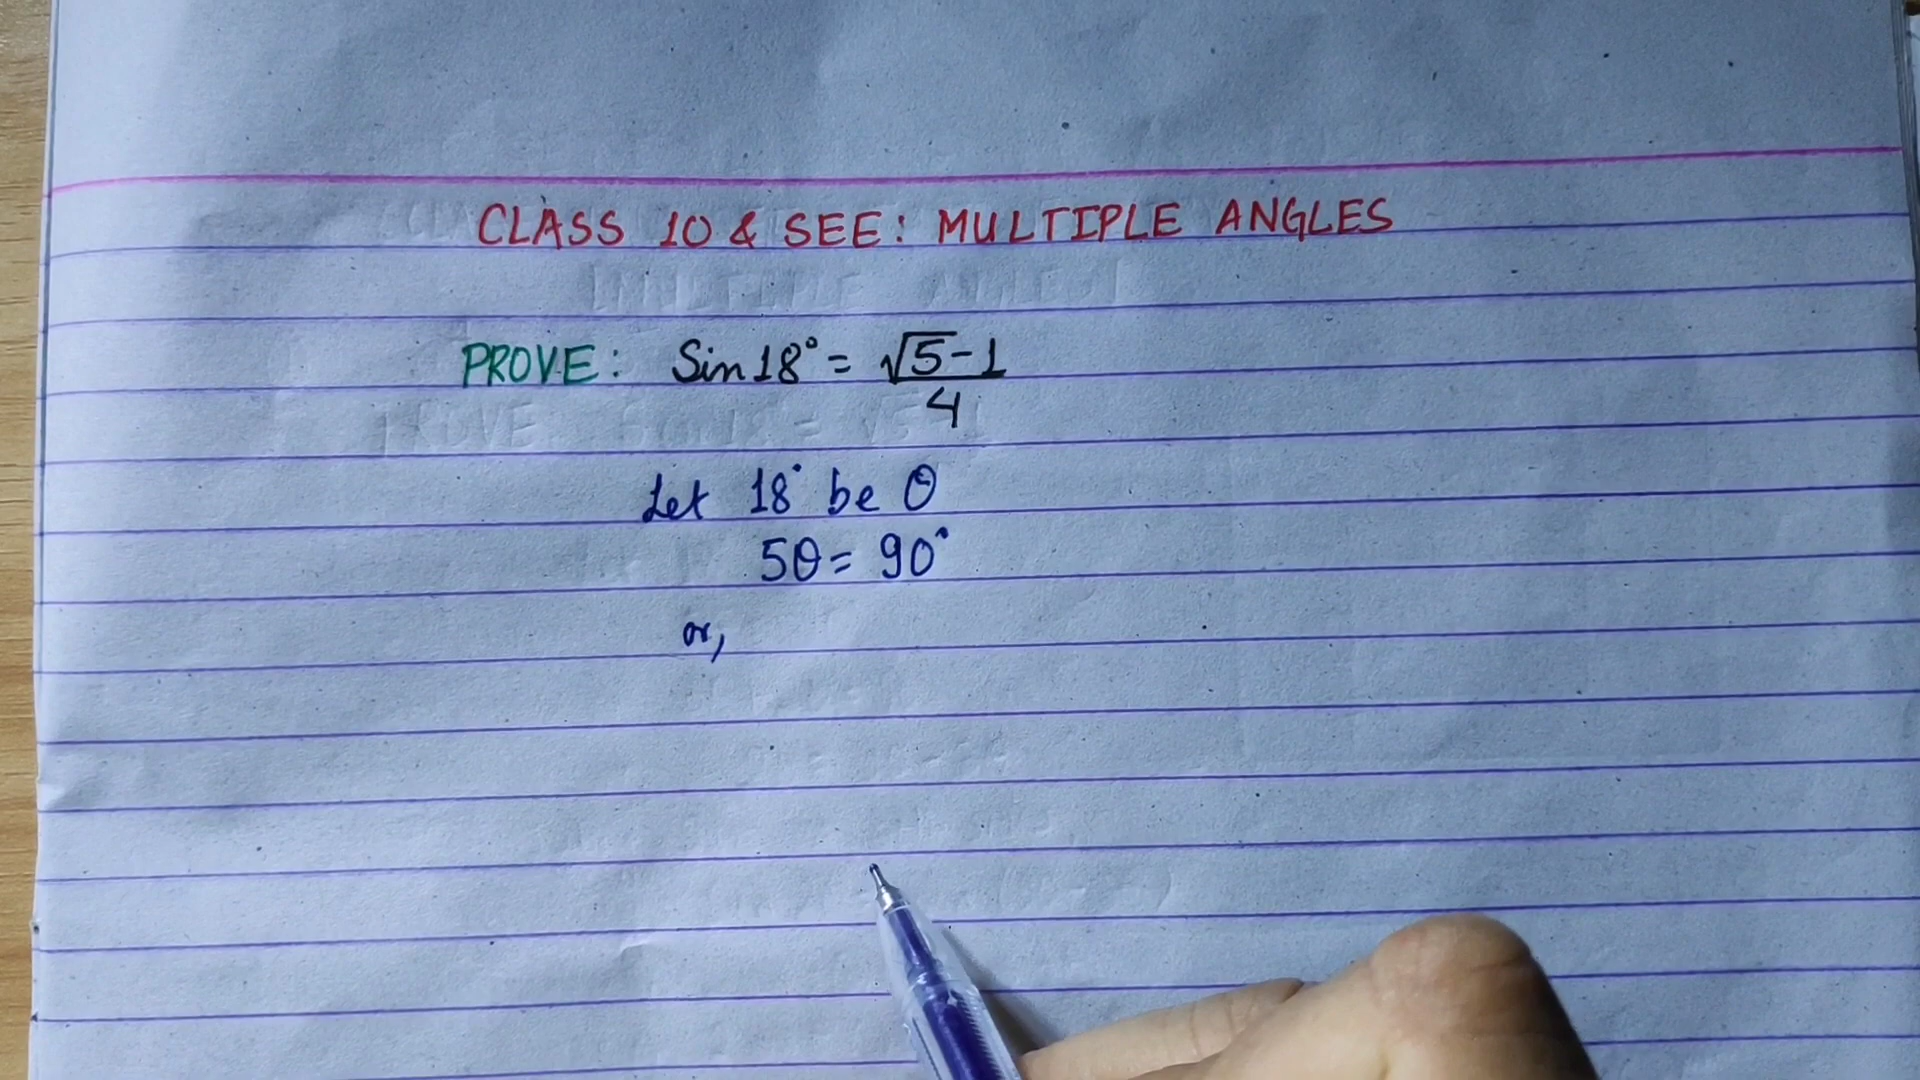 CLASS 10 & SEE: MULTIPLE ANGLES
PROVE: Sin 18° = √5-1/4
Let 18° be θ
5θ = 90°
or,